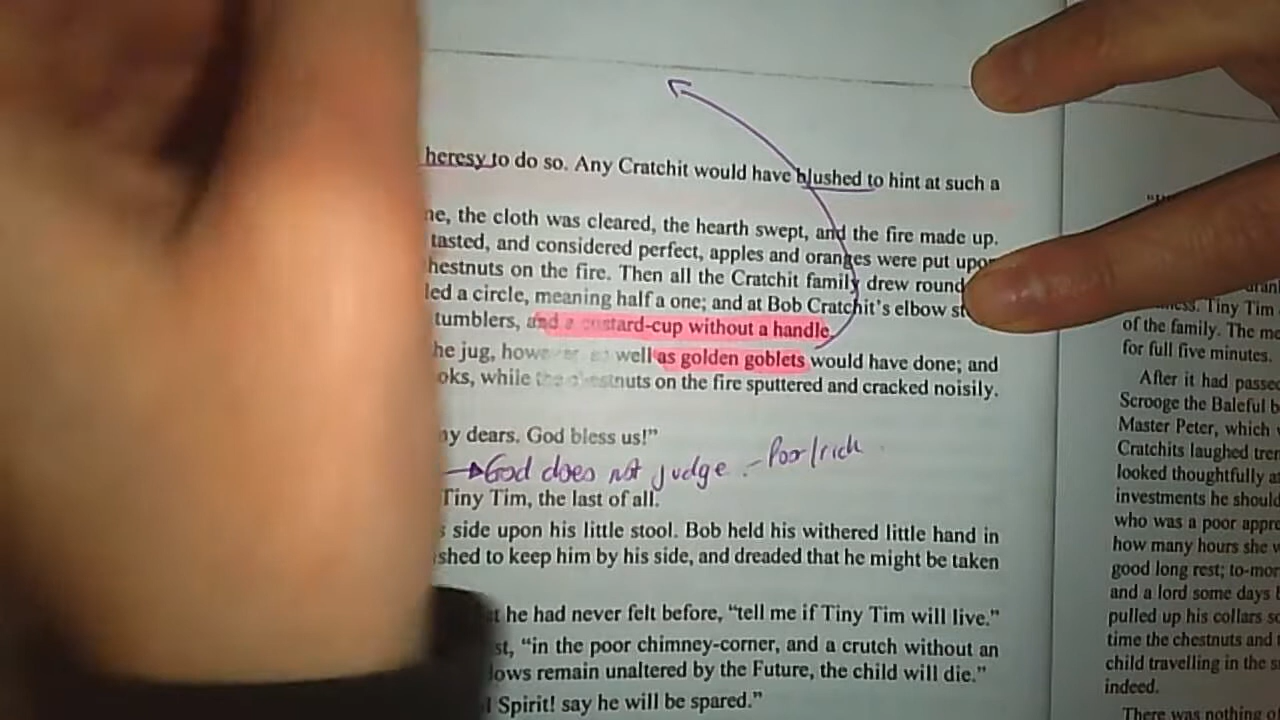 heresy to do so. Any Cratchit would have blushed to hint at such a
the cloth was cleared, the hearth swept, and the fire made up.
tasted, and considered perfect, apples and oranges were put upon
hestnuts on the fire. Then all the Cratchit family drew round
led a circle, meaning half a one; and at Bob Cratchit's elbow
tumblers, and a custard-cup without a handle.
he jug, however, as well as golden goblets would have done; and
oks, while the chestnuts on the fire sputtered and cracked noisily.
my dears. God bless us!"
God does not judge - Poor/rich
Tiny Tim, the last of all.
side upon his little stool. Bob held his withered little hand in
shed to keep him by his side, and dreaded that he might be taken
he had never felt before, "tell me if Tiny Tim will live."
st, "in the poor chimney-corner, and a crutch without an
dows remain unaltered by the Future, the child will die."
Spirit! say he will be spared."
Tiny Tim
of the family. The
for full five minutes.
After it had passed
Scrooge the Baleful
Master Peter, which
Cratchits laughed
looked thoughtfully
investments he should
who was a poor
how many hours she
good long rest;
and a lord some days
pulled up his collars
time the chestnuts and
child travelling in the
indeed.
There was nothing of